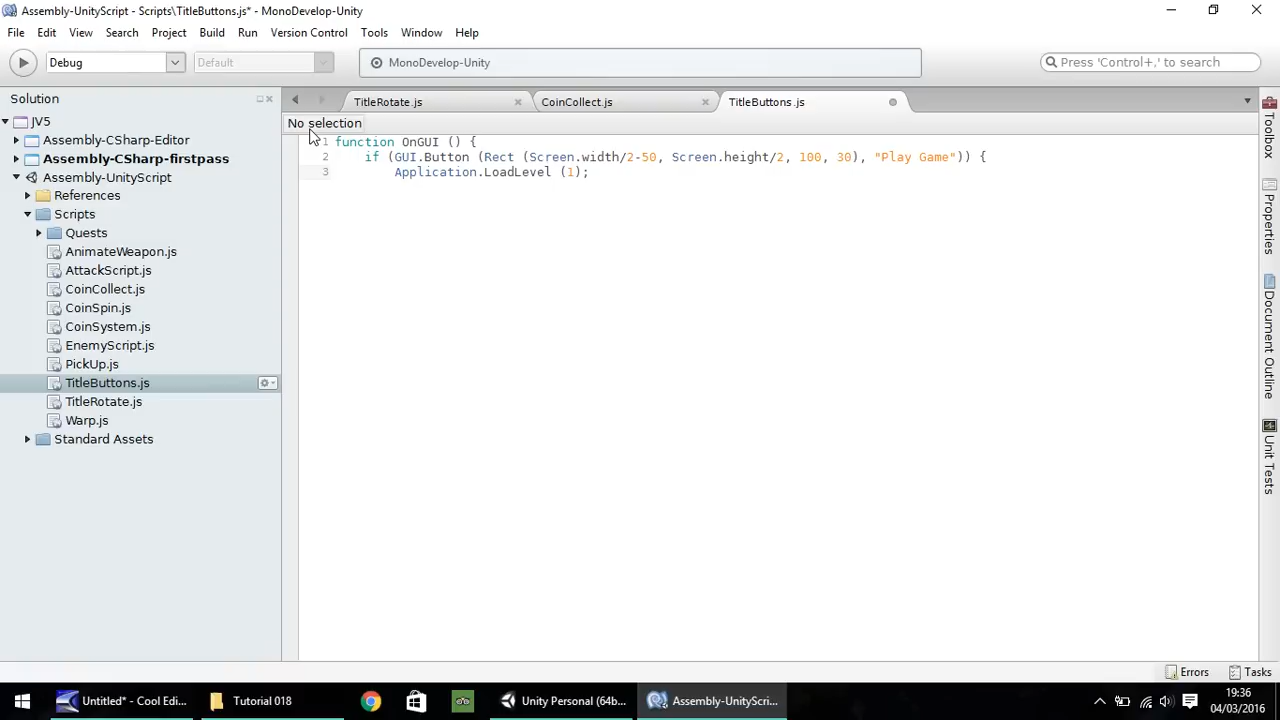 Assembly-UnityScript - Scripts\TitleButtons.js* - MonoDevelop-Unity
File Edit View Search Project Build Run Version Control Tools Window Help
Debug Default MonoDevelop-Unity Press 'Control+,' to search
Solution
JV5
Assembly-CSharp-Editor
Assembly-CSharp-firstpass
Assembly-UnityScript
References
Scripts
Quests
AnimateWeapon.js
AttackScript.js
CoinCollect.js
CoinSpin.js
CoinSystem.js
EnemyScript.js
PickUp.js
TitleButtons.js
TitleRotate.js
Warp.js
Standard Assets
TitleRotate.js CoinCollect.js TitleButtons.js
No selection
1 function OnGUI () {
2 if (GUI.Button (Rect (Screen.width/2-50, Screen.height/2, 100, 30), "Play Game")) {
3 Application.LoadLevel (1);
Toolbox
Properties
Document Outline
Unit Tests
Errors Tasks
Untitled* - Cool Edi... Tutorial 018 Unity Personal (64b... Assembly-UnityScri...
19:36
04/03/2016